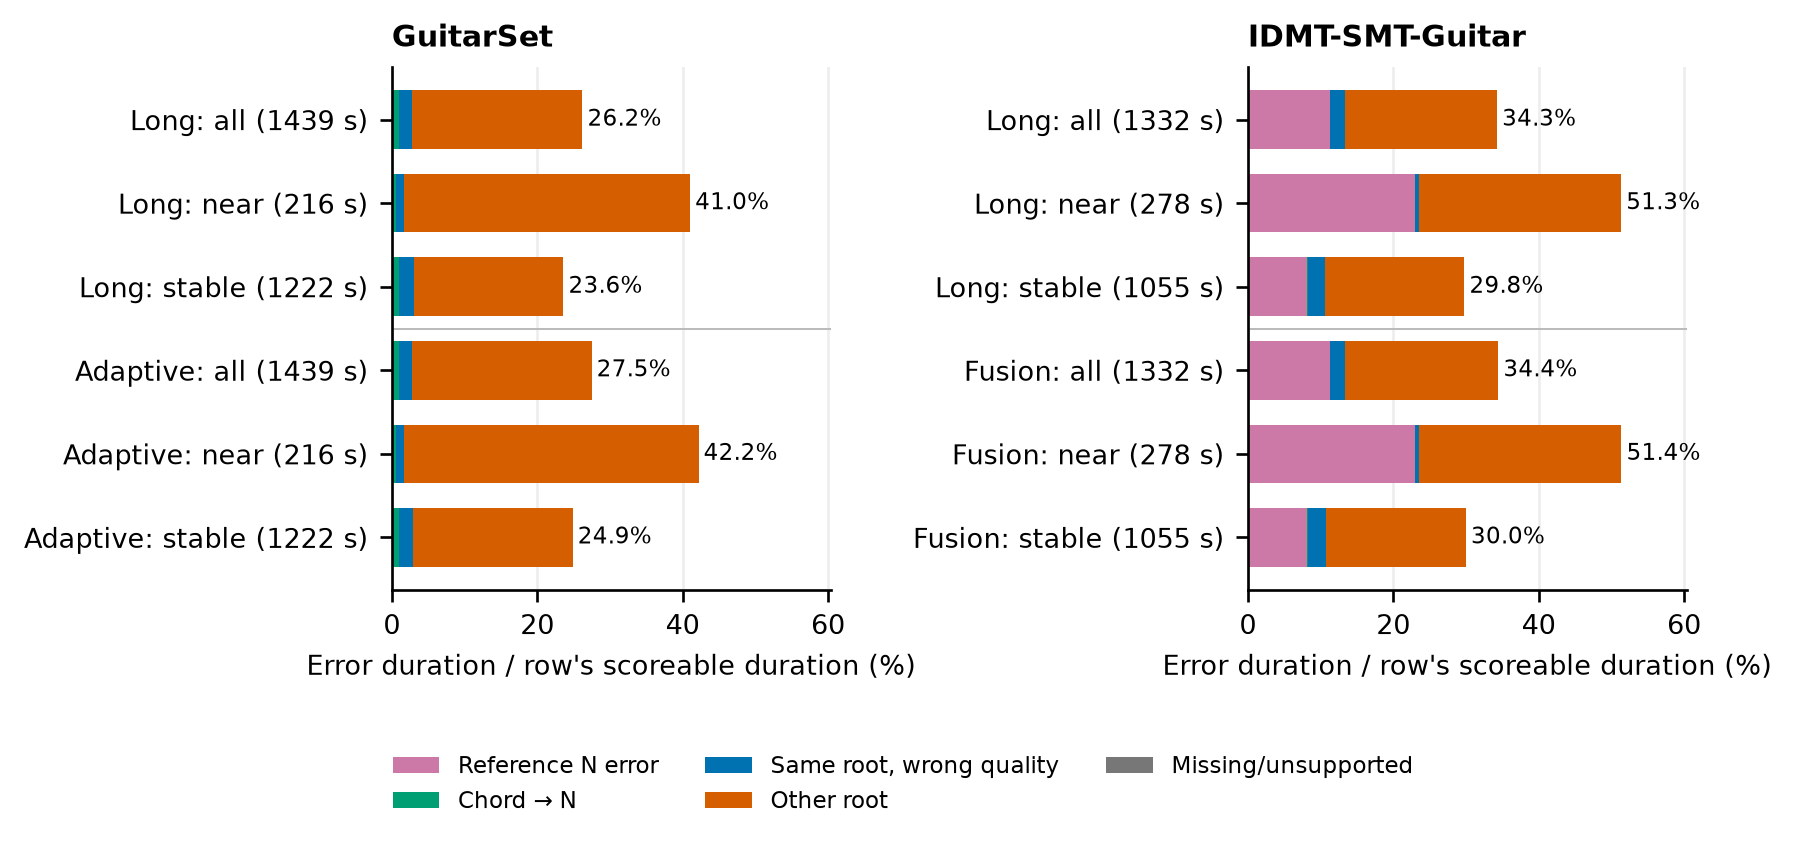 GuitarSet
Long: all (1439 s)
26.2%
Long: near (216 s)
41.0%
Long: stable (1222 s)
23.6%
Adaptive: all (1439 s)
27.5%
Adaptive: near (216 s)
42.2%
Adaptive: stable (1222 s)
24.9%
0 20 40 60
Error duration / row's scoreable duration (%)
IDMT-SMT-Guitar
Long: all (1332 s)
34.3%
Long: near (278 s)
51.3%
Long: stable (1055 s)
29.8%
Fusion: all (1332 s)
34.4%
Fusion: near (278 s)
51.4%
Fusion: stable (1055 s)
30.0%
0 20 40 60
Error duration / row's scoreable duration (%)
Reference N error
Chord → N
Same root, wrong quality
Other root
Missing/unsupported